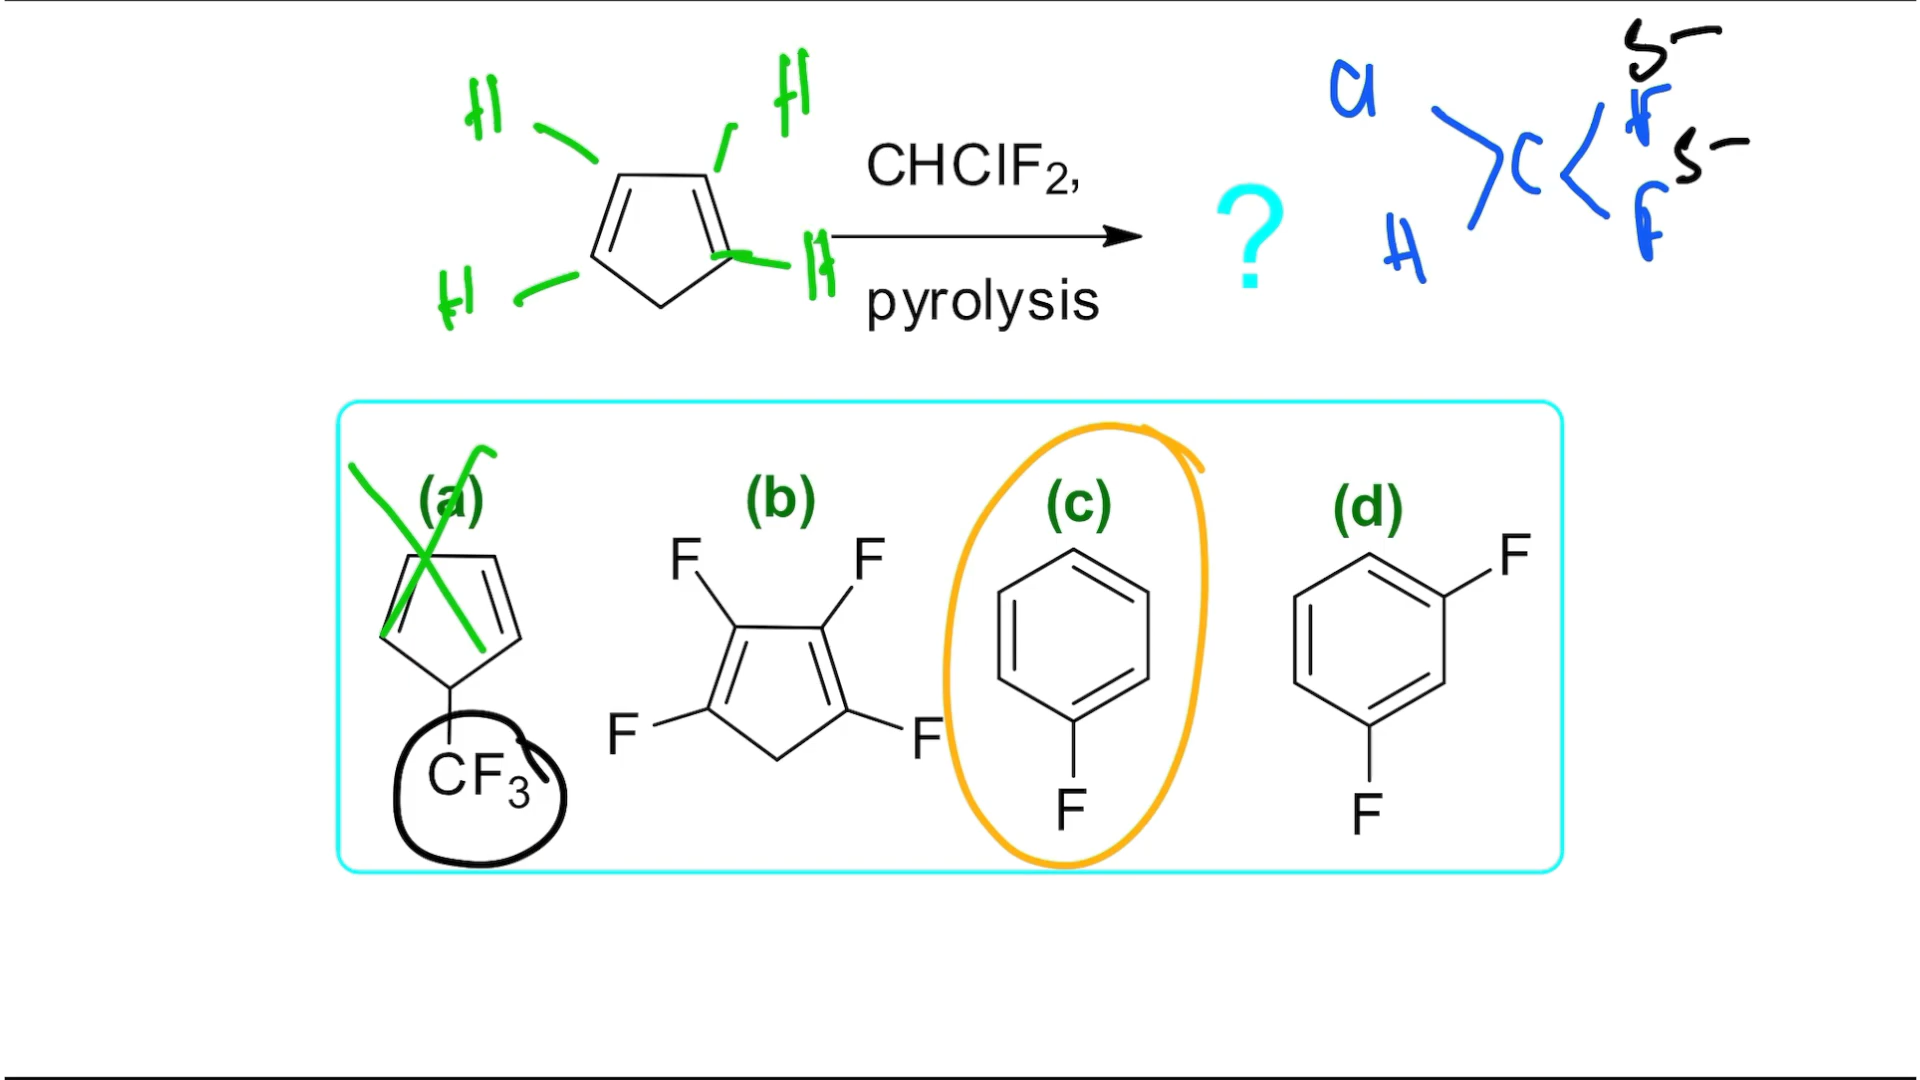 H H
CHClF2,
?
H H
pyrolysis
Cl C F δ-
H F δ-
(a) (b) (c) (d)
F F F
F F
CF3 F F